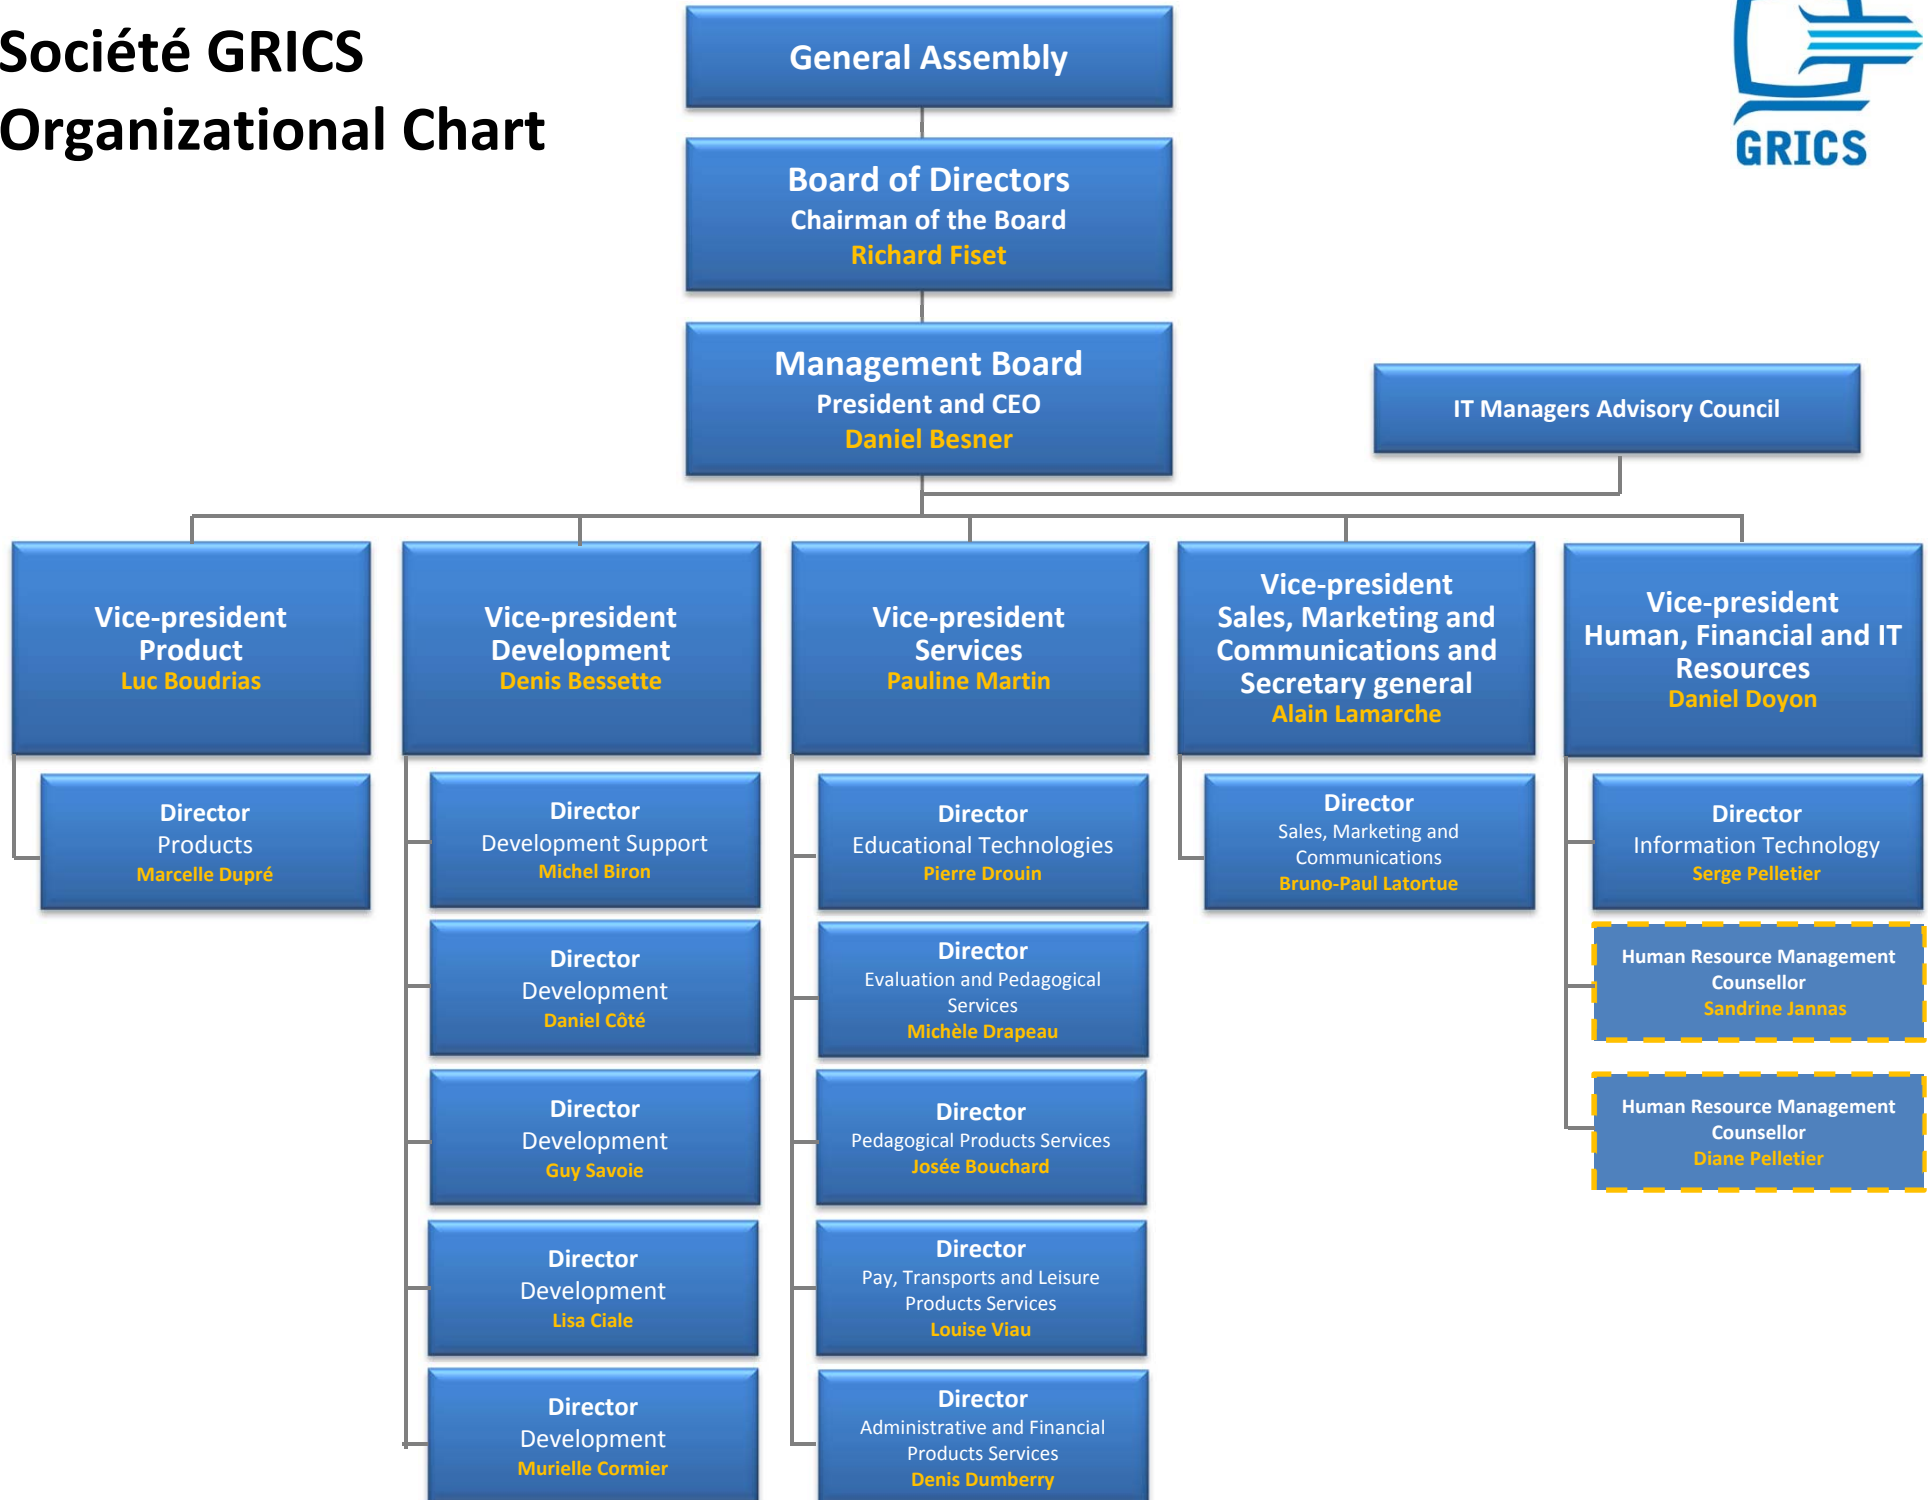 Société GRICS
Organizational Chart
GRICS
General Assembly
Board of Directors
Chairman of the Board
Richard Fiset
Management Board
President and CEO
Daniel Besner
IT Managers Advisory Council
Vice-president
Product
Luc Boudrias
Director
Products
Marcelle Dupré
Vice-president
Development
Denis Bessette
Director
Development Support
Michel Biron
Director
Development
Daniel Côté
Director
Development
Guy Savoie
Director
Development
Lisa Ciale
Director
Development
Murielle Cormier
Vice-president
Services
Pauline Martin
Director
Educational Technologies
Pierre Drouin
Director
Evaluation and Pedagogical
Services
Michèle Drapeau
Director
Pedagogical Products Services
Josée Bouchard
Director
Pay, Transports and Leisure
Products Services
Louise Viau
Director
Administrative and Financial
Products Services
Denis Dumberry
Vice-president
Sales, Marketing and
Communications and
Secretary general
Alain Lamarche
Director
Sales, Marketing and
Communications
Bruno-Paul Latortue
Vice-president
Human, Financial and IT
Resources
Daniel Doyon
Director
Information Technology
Serge Pelletier
Human Resource Management
Counsellor
Sandrine Jannas
Human Resource Management
Counsellor
Diane Pelletier